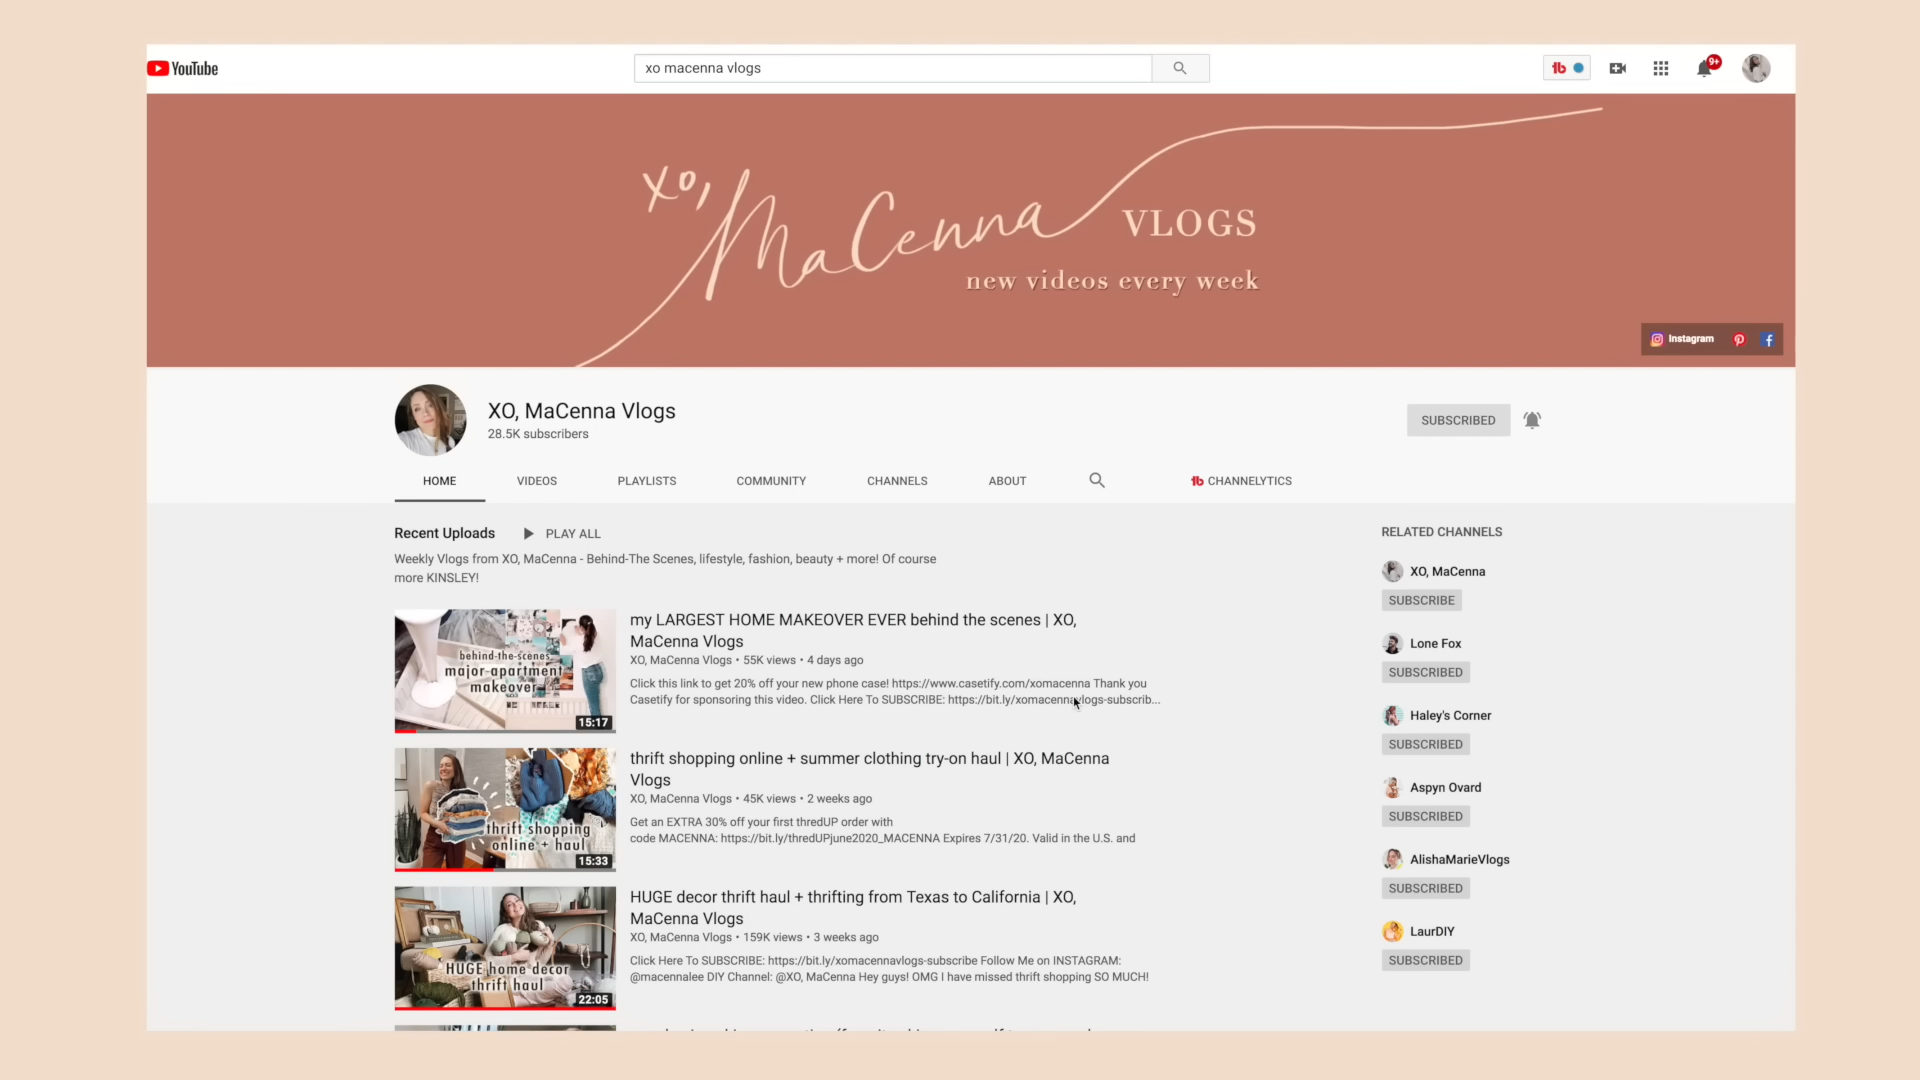 YouTube
xo macenna vlogs
9+
xo, MaCenna VLOGS
new videos every week
Instagram
XO, MaCenna Vlogs
28.5K subscribers
SUBSCRIBED
HOME VIDEOS PLAYLISTS COMMUNITY CHANNELS ABOUT CHANNELYTICS
Recent Uploads PLAY ALL
Weekly Vlogs from XO, MaCenna - Behind-The Scenes, lifestyle, fashion, beauty + more! Of course
more KINSLEY!
behind-the-scenes
major apartment
makeover
15:17
my LARGEST HOME MAKEOVER EVER behind the scenes | XO,
MaCenna Vlogs
XO, MaCenna Vlogs • 55K views • 4 days ago
Click this link to get 20% off your new phone case! https://www.casetify.com/xomacenna Thank you
Casetify for sponsoring this video. Click Here To SUBSCRIBE: https://bit.ly/xomacennavlogs-subscrib...
thrift shopping
online + haul
15:33
thrift shopping online + summer clothing try-on haul | XO, MaCenna
Vlogs
XO, MaCenna Vlogs • 45K views • 2 weeks ago
Get an EXTRA 30% off your first thredUP order with
code MACENNA: https://bit.ly/thredUPjune2020_MACENNA Expires 7/31/20. Valid in the U.S. and
HUGE home decor
thrift haul
22:05
HUGE decor thrift haul + thrifting from Texas to California | XO,
MaCenna Vlogs
XO, MaCenna Vlogs • 159K views • 3 weeks ago
Click Here To SUBSCRIBE: https://bit.ly/xomacennavlogs-subscribe Follow Me on INSTAGRAM:
@macennalee DIY Channel: @XO, MaCenna Hey guys! OMG I have missed thrift shopping SO MUCH!
RELATED CHANNELS
XO, MaCenna
SUBSCRIBE
Lone Fox
SUBSCRIBED
Haley's Corner
SUBSCRIBED
Aspyn Ovard
SUBSCRIBED
AlishaMarieVlogs
SUBSCRIBED
LaurDIY
SUBSCRIBED